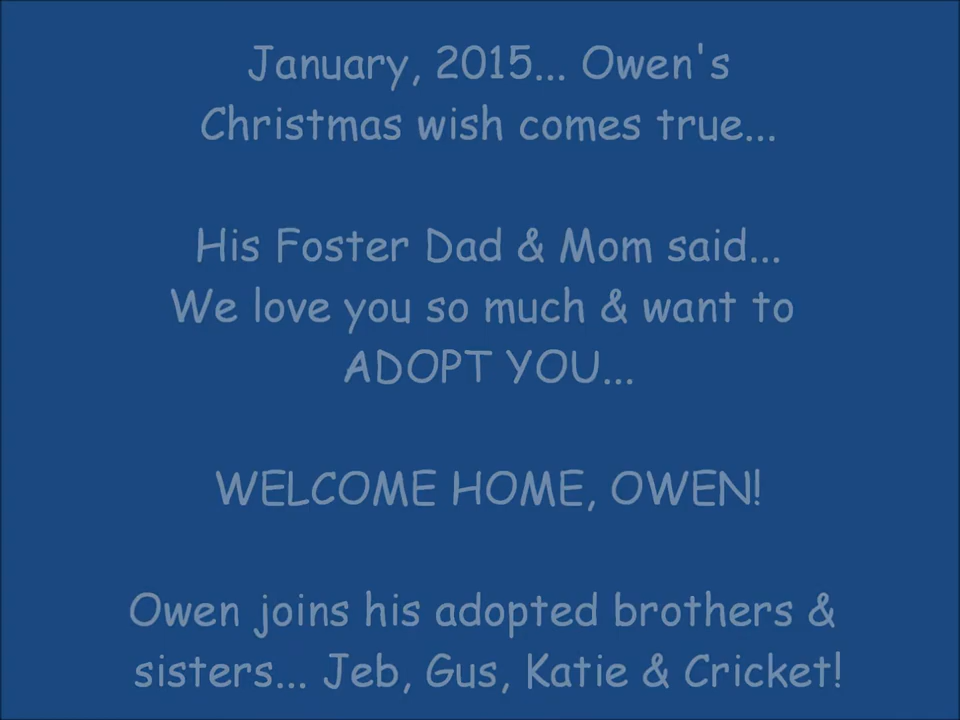 January, 2015... Owen's
Christmas wish comes true...
His Foster Dad & Mom said...
We love you so much & want to
ADOPT YOU...
WELCOME HOME, OWEN!
Owen joins his adopted brothers &
sisters... Jeb, Gus, Katie & Cricket!